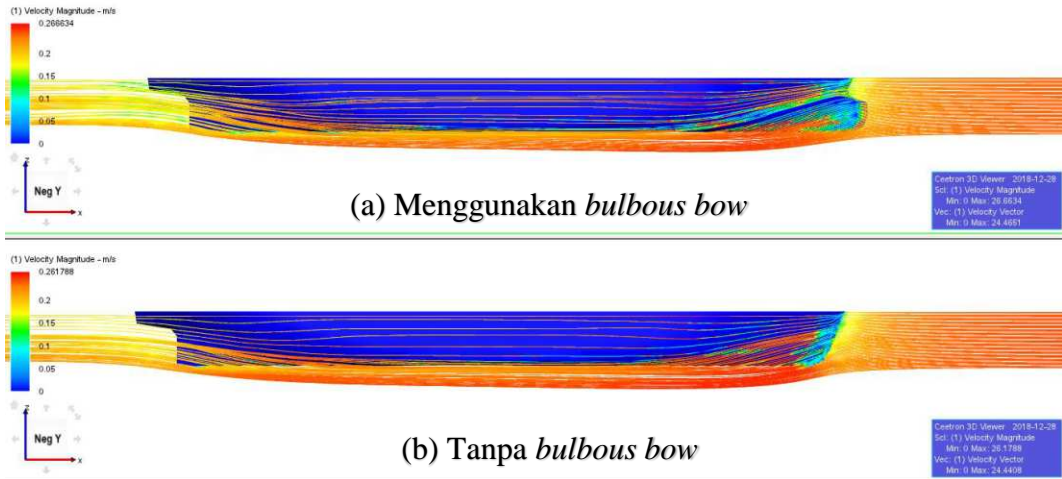 (1) Velocity Magnitude - m/s
0.266634
0.2
0.15
0.1
0.05
0
z
Neg Y
x
(a) Menggunakan bulbous bow
Ceetron 3D Viewer 2018-12-28
Scl: (1) Velocity Magnitude
Min: 0 Max: 26.6634
Vec: (1) Velocity Vector
Min: 0 Max: 24.4651
(1) Velocity Magnitude - m/s
0.261788
0.2
0.15
0.1
0.05
0
z
Neg Y
x
(b) Tanpa bulbous bow
Ceetron 3D Viewer 2018-12-28
Scl: (1) Velocity Magnitude
Min: 0 Max: 26.1788
Vec: (1) Velocity Vector
Min: 0 Max: 24.4408